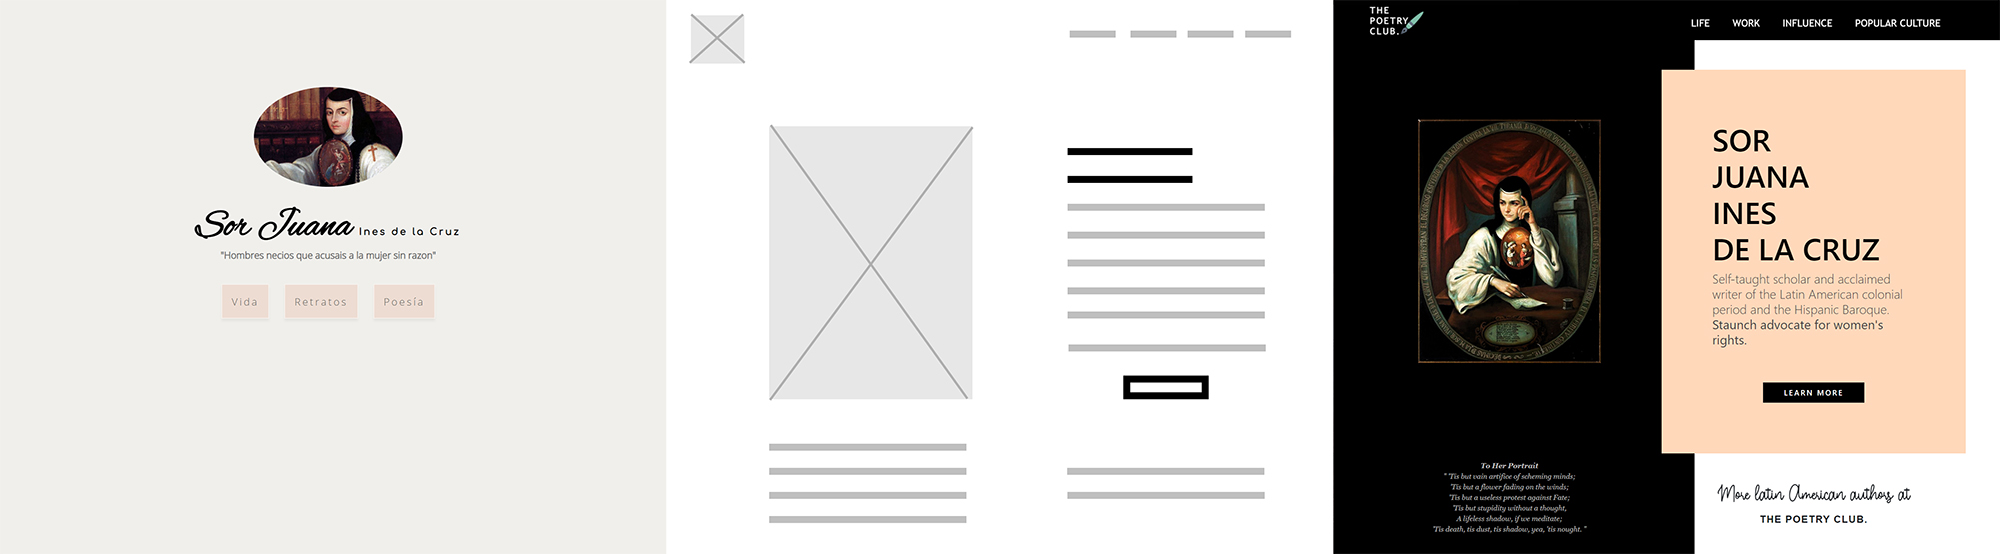 Sor Juana Ines de la Cruz
"Hombres necios que acusais a la mujer sin razon"
Vida Retratos Poesía
THE
POETRY
CLUB.
LIFE WORK INFLUENCE POPULAR CULTURE
SOR
JUANA
INES
DE LA CRUZ
Self-taught scholar and acclaimed
writer of the Latin American colonial
period and the Hispanic Baroque.
Staunch advocate for women's
rights.
LEARN MORE
To Her Portrait
" 'Tis but vain artifice of scheming minds;
'Tis but a flower fading on the winds;
'Tis but a useless protest against Fate;
'Tis but stupidity without a thought,
A lifeless shadow, if we meditate;
'Tis death, tis dust, tis shadow, yea, 'tis nought. "
More latin American authors at
THE POETRY CLUB.